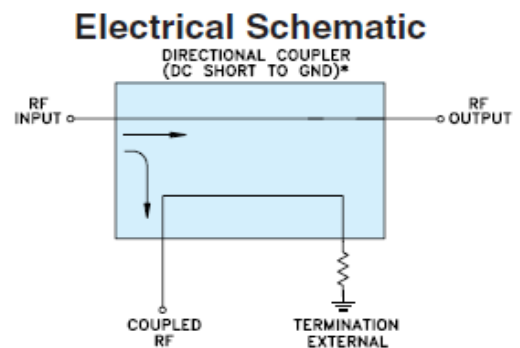 Electrical Schematic
DIRECTIONAL COUPLER
(DC SHORT TO GND)*
RF
INPUT
RF
OUTPUT
COUPLED
RF
TERMINATION
EXTERNAL